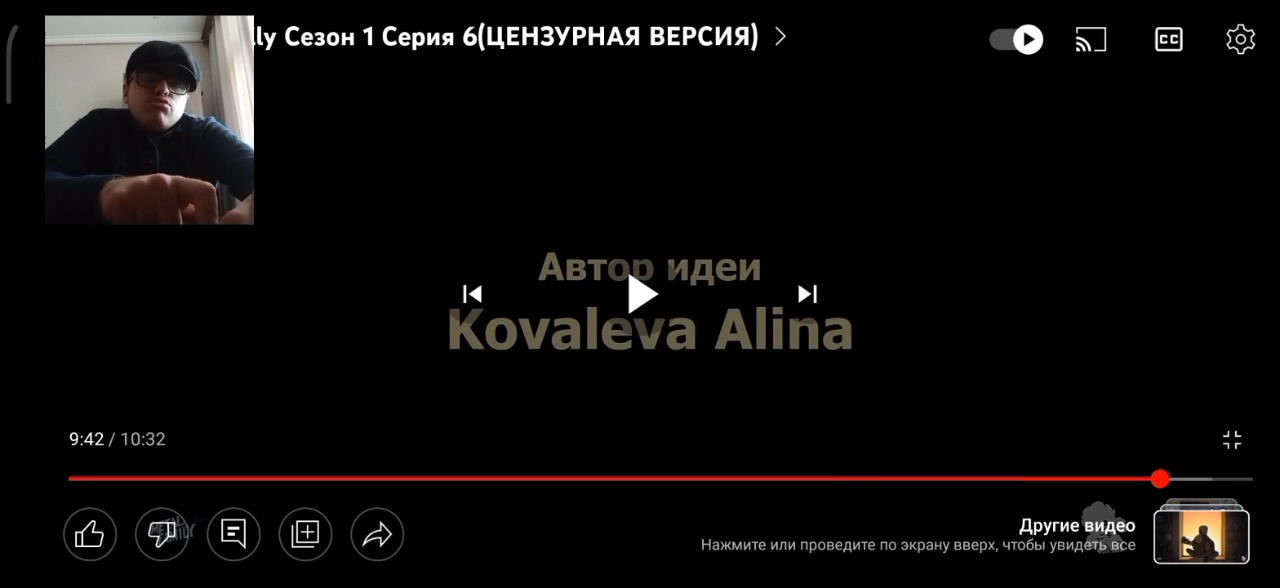 lly Сезон 1 Серия 6(ЦЕНЗУРНАЯ ВЕРСИЯ)
CC
Автор идеи
Kovaleva Alina
9:42 / 10:32
Другие видео
Нажмите или проведите по экрану вверх, чтобы увидеть все